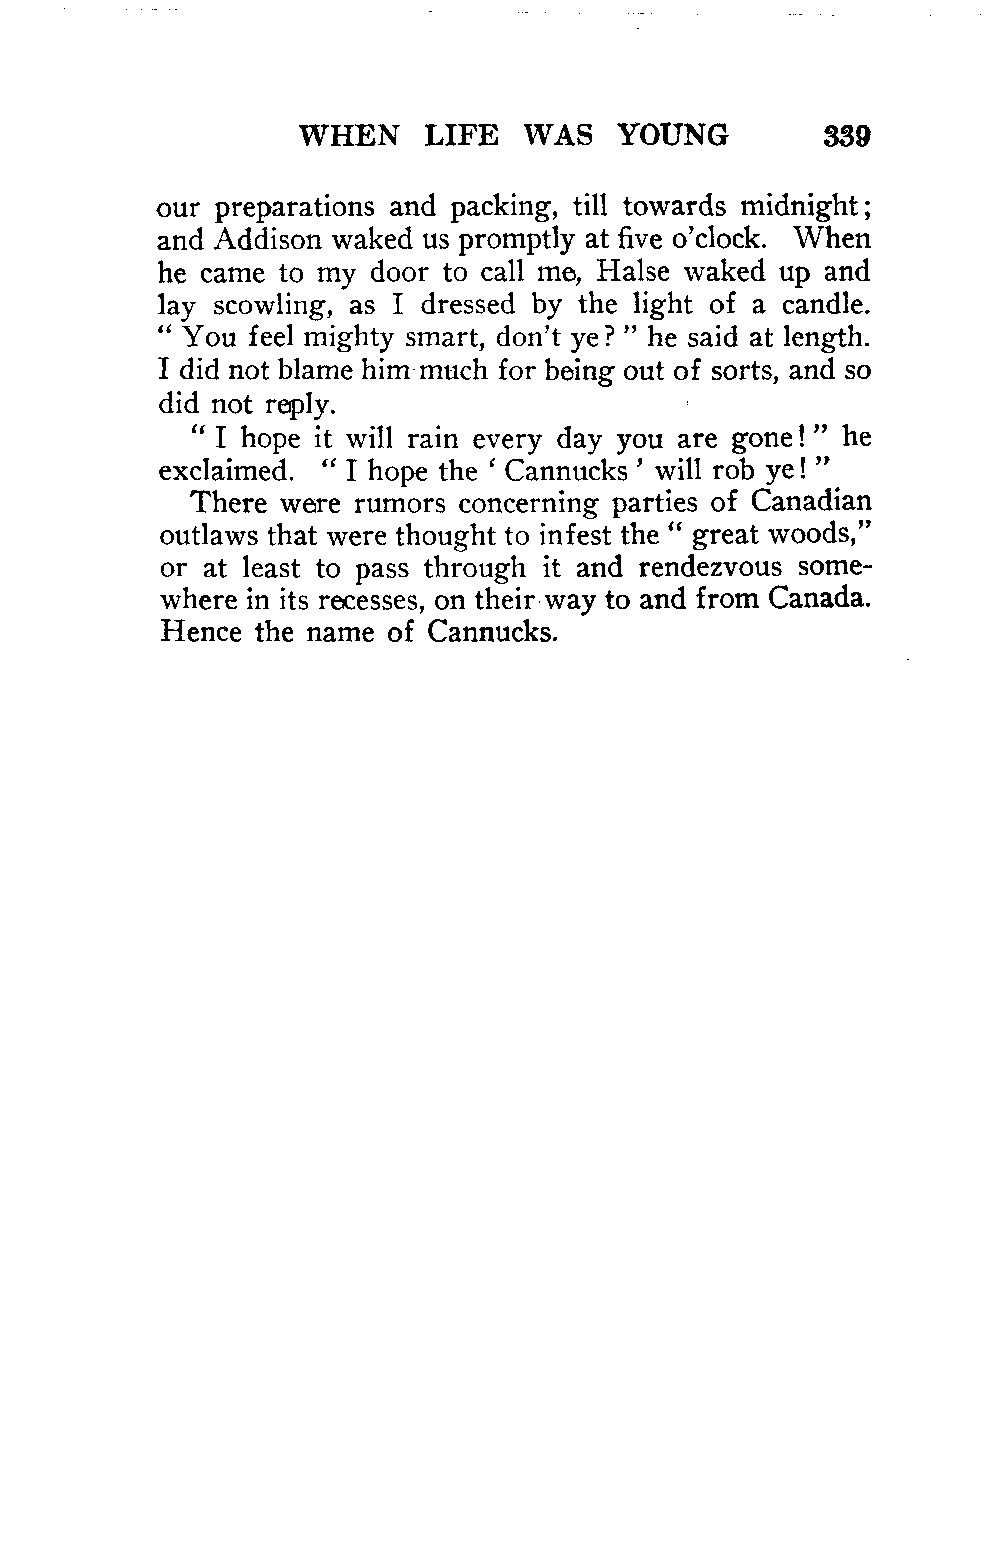 WHEN LIFE WAS YOUNG 339
our preparations and packing, till towards midnight;
and Addison waked us promptly at five o'clock. When
he came to my door to call me, Halse waked up and
lay scowling, as I dressed by the light of a candle.
“ You feel mighty smart, don't ye? ” he said at length.
I did not blame him much for being out of sorts, and so
did not reply.
“ I hope it will rain every day you are gone! ” he
exclaimed. “ I hope the ‘ Cannucks ’ will rob ye! ”
There were rumors concerning parties of Canadian
outlaws that were thought to infest the “ great woods,”
or at least to pass through it and rendezvous some-
where in its recesses, on their way to and from Canada.
Hence the name of Cannucks.